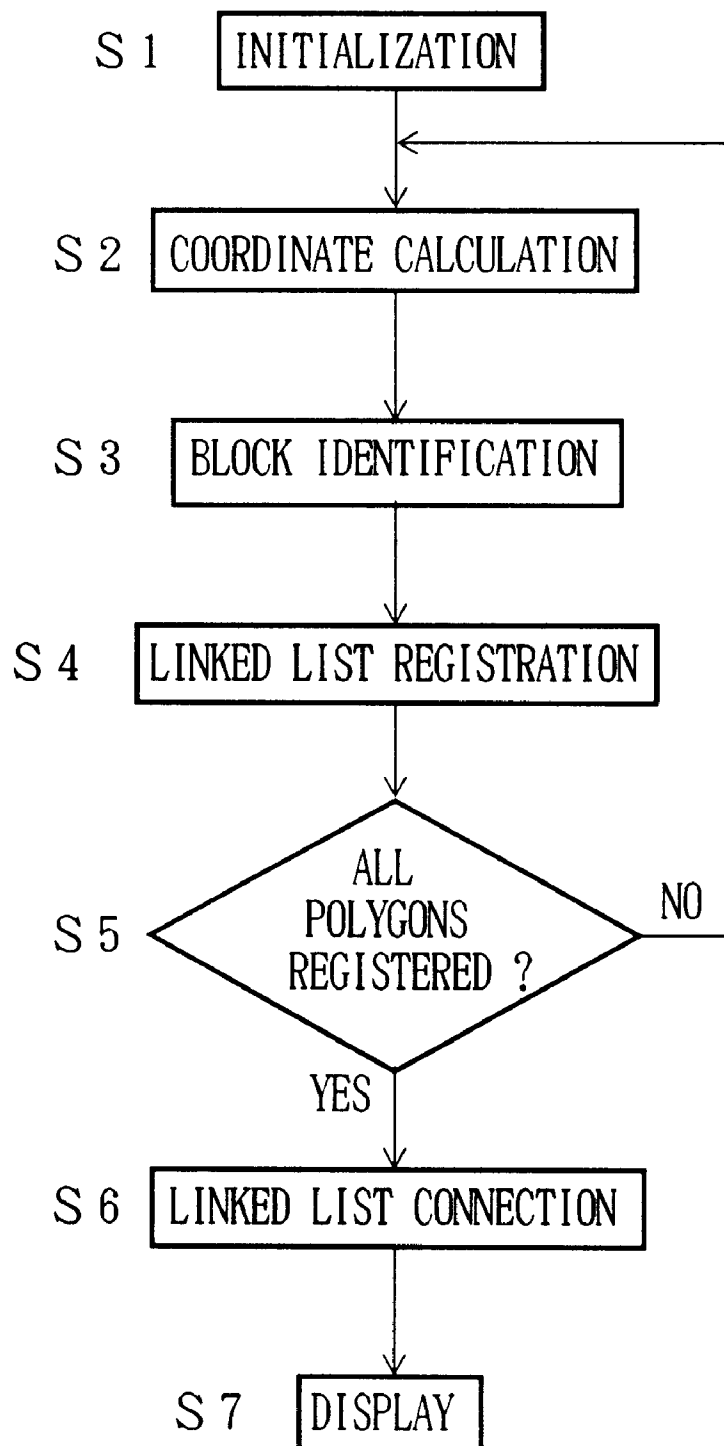 S 1 INITIALIZATION
S 2 COORDINATE CALCULATION
S 3 BLOCK IDENTIFICATION
S 4 LINKED LIST REGISTRATION
ALL
S 5 POLYGONS NO
REGISTERED ?
YES
S 6 LINKED LIST CONNECTION
S 7 DISPLAY